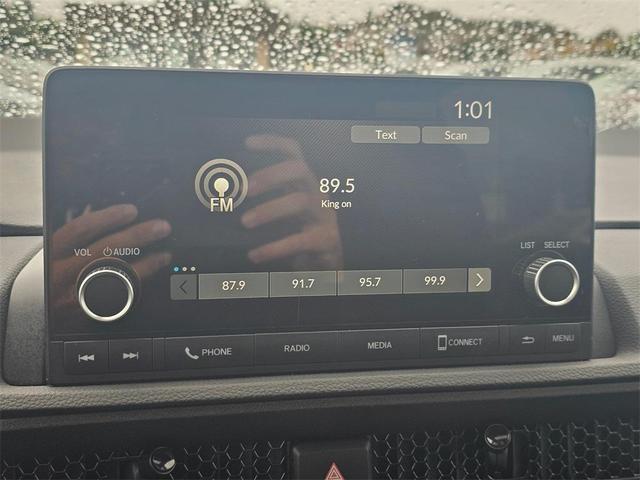 1:01
Text Scan
FM
89.5
King on
VOL AUDIO
LIST SELECT
87.9 91.7 95.7 99.9
PHONE RADIO MEDIA CONNECT MENU